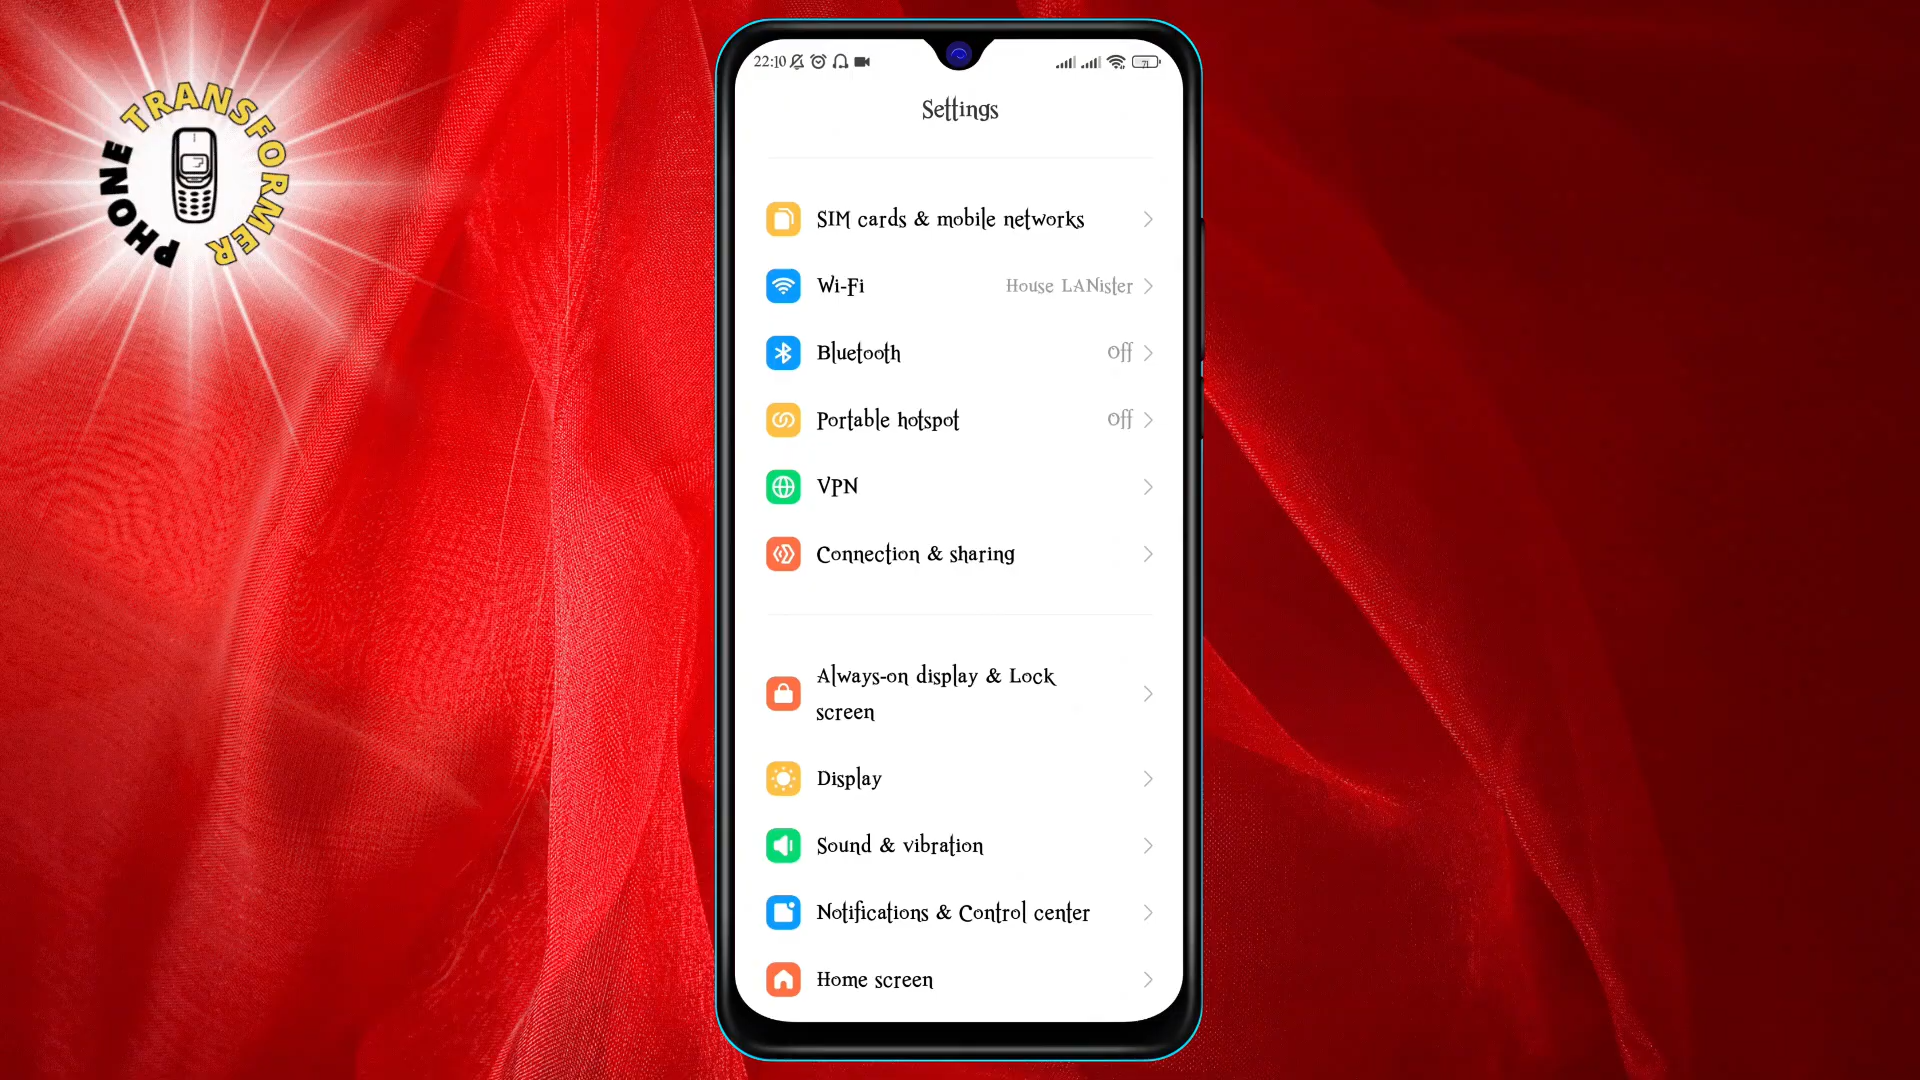 PHONE TRANSFORMER
22:10
71
Settings
SIM cards & mobile networks
Wi-Fi House LANister
Bluetooth Off
Portable hotspot Off
VPN
Connection & sharing
Always-on display & Lock
screen
Display
Sound & vibration
Notifications & Control center
Home screen